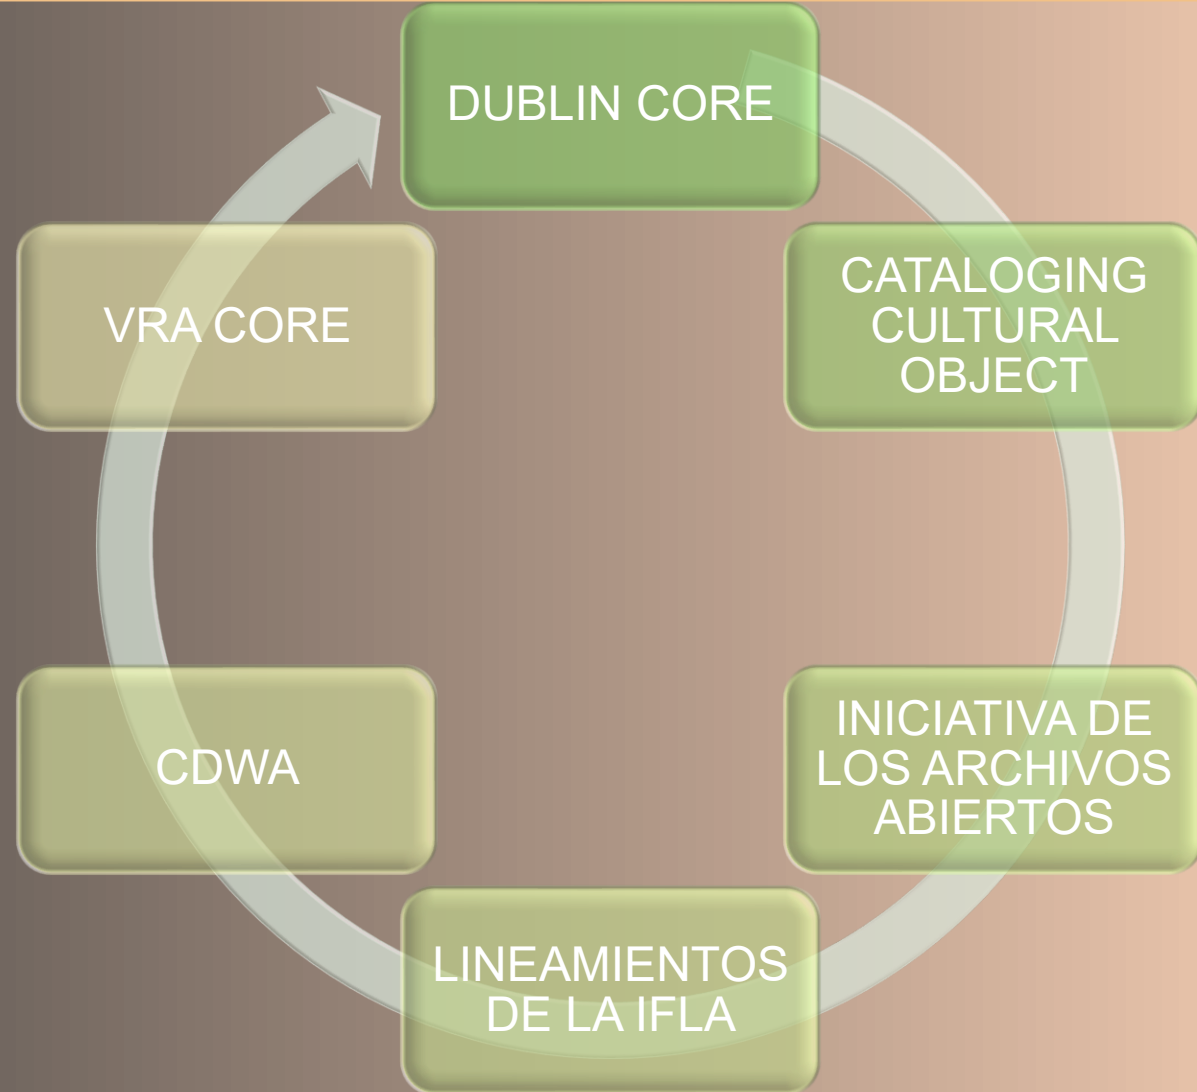 DUBLIN CORE
CATALOGING
CULTURAL
OBJECT
INICIATIVA DE
LOS ARCHIVOS
ABIERTOS
LINEAMIENTOS
DE LA IFLA
CDWA
VRA CORE